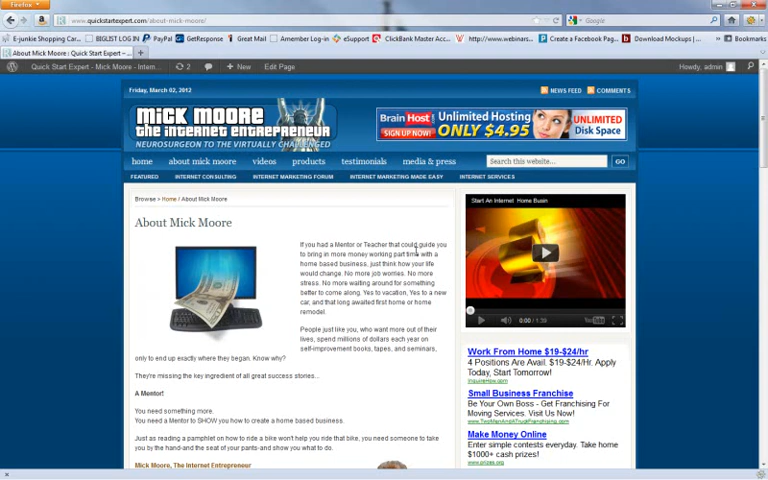 Firefox
www.quickstartexpert.com/about-mick-moore/
Google
E-junkie Shopping Car...
BIGLIST LOG IN
PayPal
GetResponse
Great Mail
Amember Log-in
eSupport
ClickBank Master Acc...
http://www.webinars...
Create a Facebook Pag...
Download Mockups | ...
Bookmarks
About Mick Moore : Quick Start Expert – ...
Quick Start Expert - Mick Moore - Intern...
2
+ New
Edit Page
Howdy, admin
Friday, March 02, 2012
NEWS FEED
COMMENTS
MICK MOORE
THE INTERNET ENTREPRENEUR
NEUROSURGEON TO THE VIRTUALLY CHALLENGED
Brain Host
SIGN UP NOW!
Unlimited Hosting
ONLY $4.95
UNLIMITED
Disk Space
home
about mick moore
videos
products
testimonials
media & press
Search this website...
GO
FEATURED
INTERNET CONSULTING
INTERNET MARKETING FORUM
INTERNET MARKETING MADE EASY
INTERNET SERVICES
Browse > Home / About Mick Moore
About Mick Moore
If you had a Mentor or Teacher that could guide you
to bring in more money working part time with a
home based business, just think how your life
would change. No more job worries. No more
stress. No more waiting around for something
better to come along. Yes to vacation, Yes to a new
car, and that long awaited first home or home
remodel.
People just like you, who want more out of their
lives, spend millions of dollars each year on
self-improvement books, tapes, and seminars,
only to end up exactly where they began. Know why?
They're missing the key ingredient of all great success stories...
A Mentor!
You need something more.
You need a Mentor to SHOW you how to create a home based business.
Just as reading a pamphlet on how to ride a bike won't help you ride that bike, you need someone to take
you by the hand-and the seat of your pants-and show you what to do.
Mick Moore, The Internet Entrepreneur
Start An Internet Home Busin
0:00 / 1:39
YouTube
Work From Home $19-$24/hr
4 Positions Are Avail. $19-$24/hr. Apply
Today, Start Tomorrow!
Small Business Franchise
Be Your Own Boss - Get Franchising For
Moving Services. Visit Us Now!
www.TwoMenAndATruckFranchising.com
Make Money Online
Enter simple contests everyday. Take home
$1000+ cash prizes!
www.prizes.org